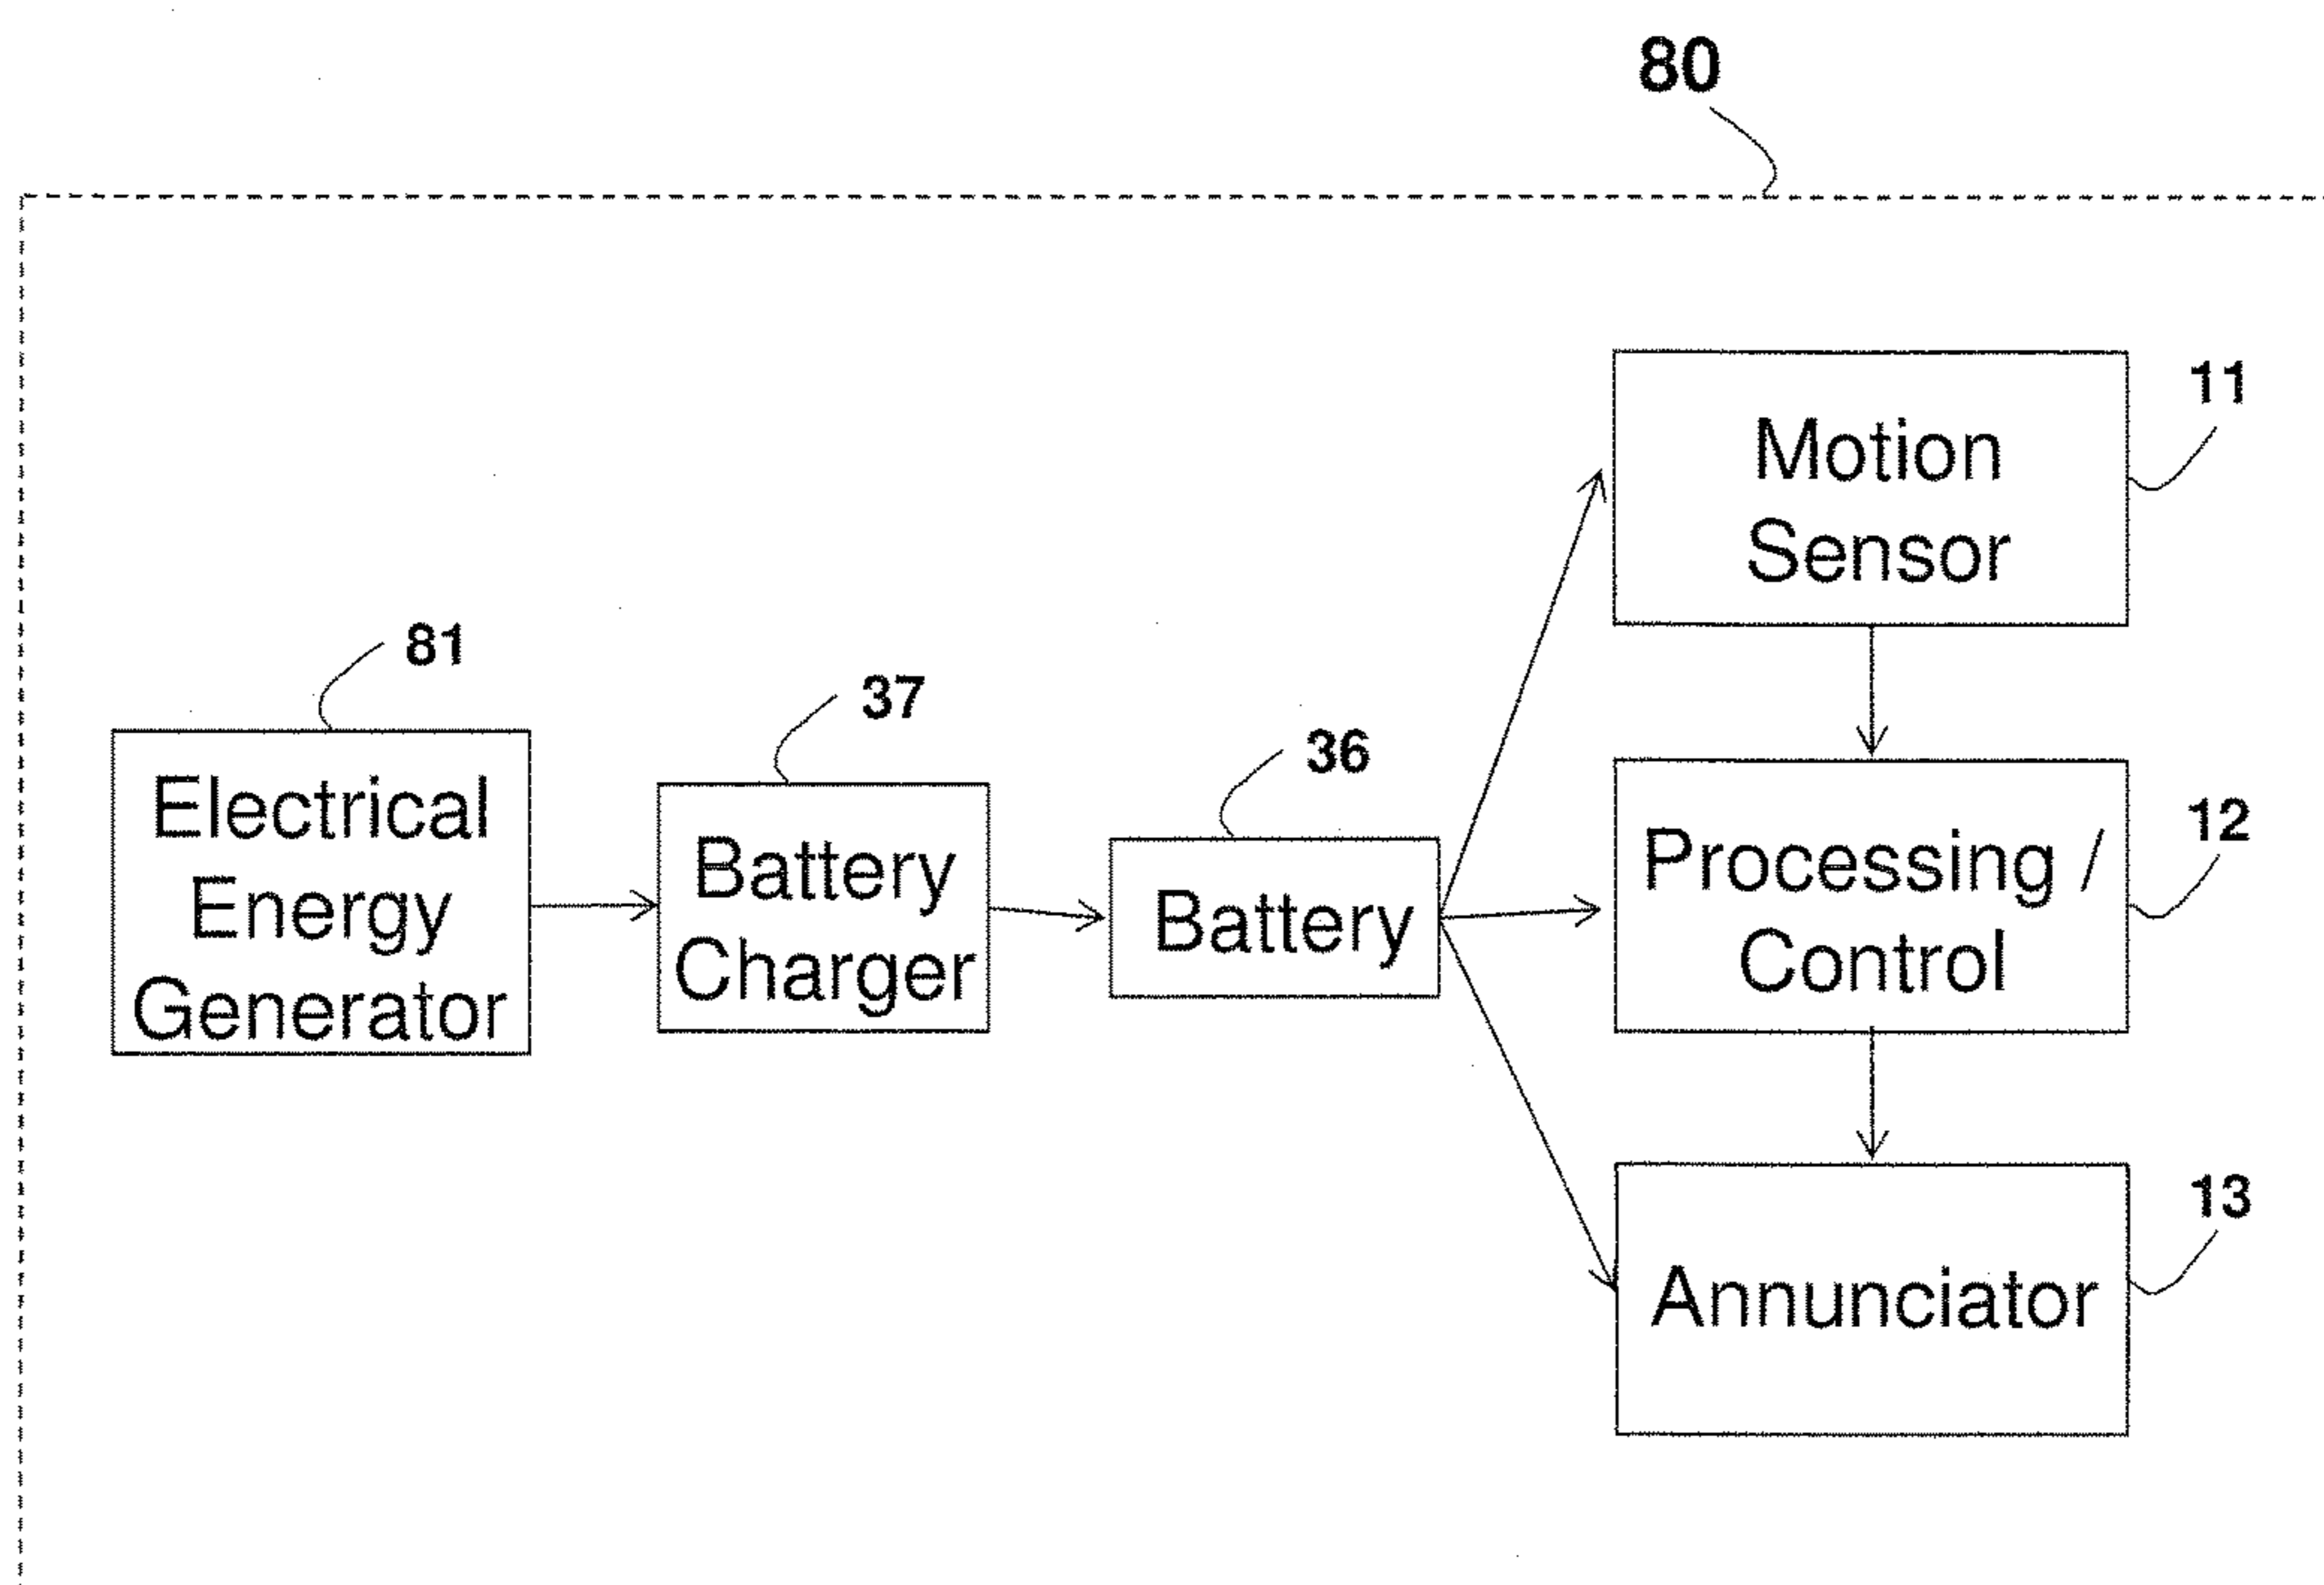 80
11
Motion
Sensor
81
37
36
Electrical
Energy
Generator
Battery
Charger
Battery
12
Processing /
Control
13
Annunciator